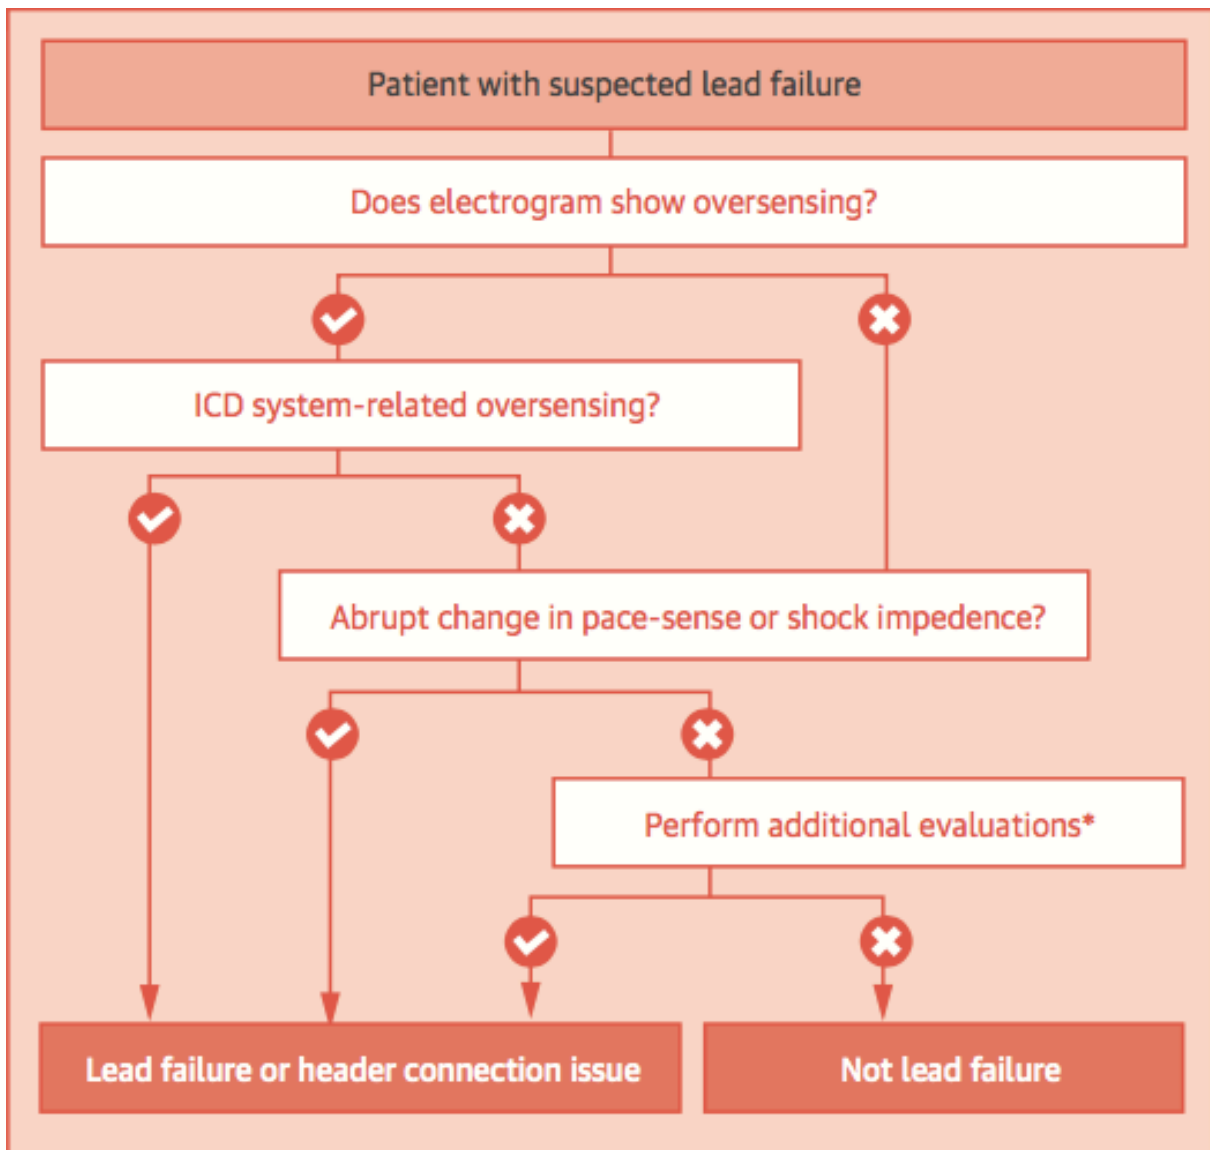 Patient with suspected lead failure
Does electrogram show oversensing?
ICD system-related oversensing?
Abrupt change in pace-sense or shock impedence?
Perform additional evaluations*
Lead failure or header connection issue
Not lead failure